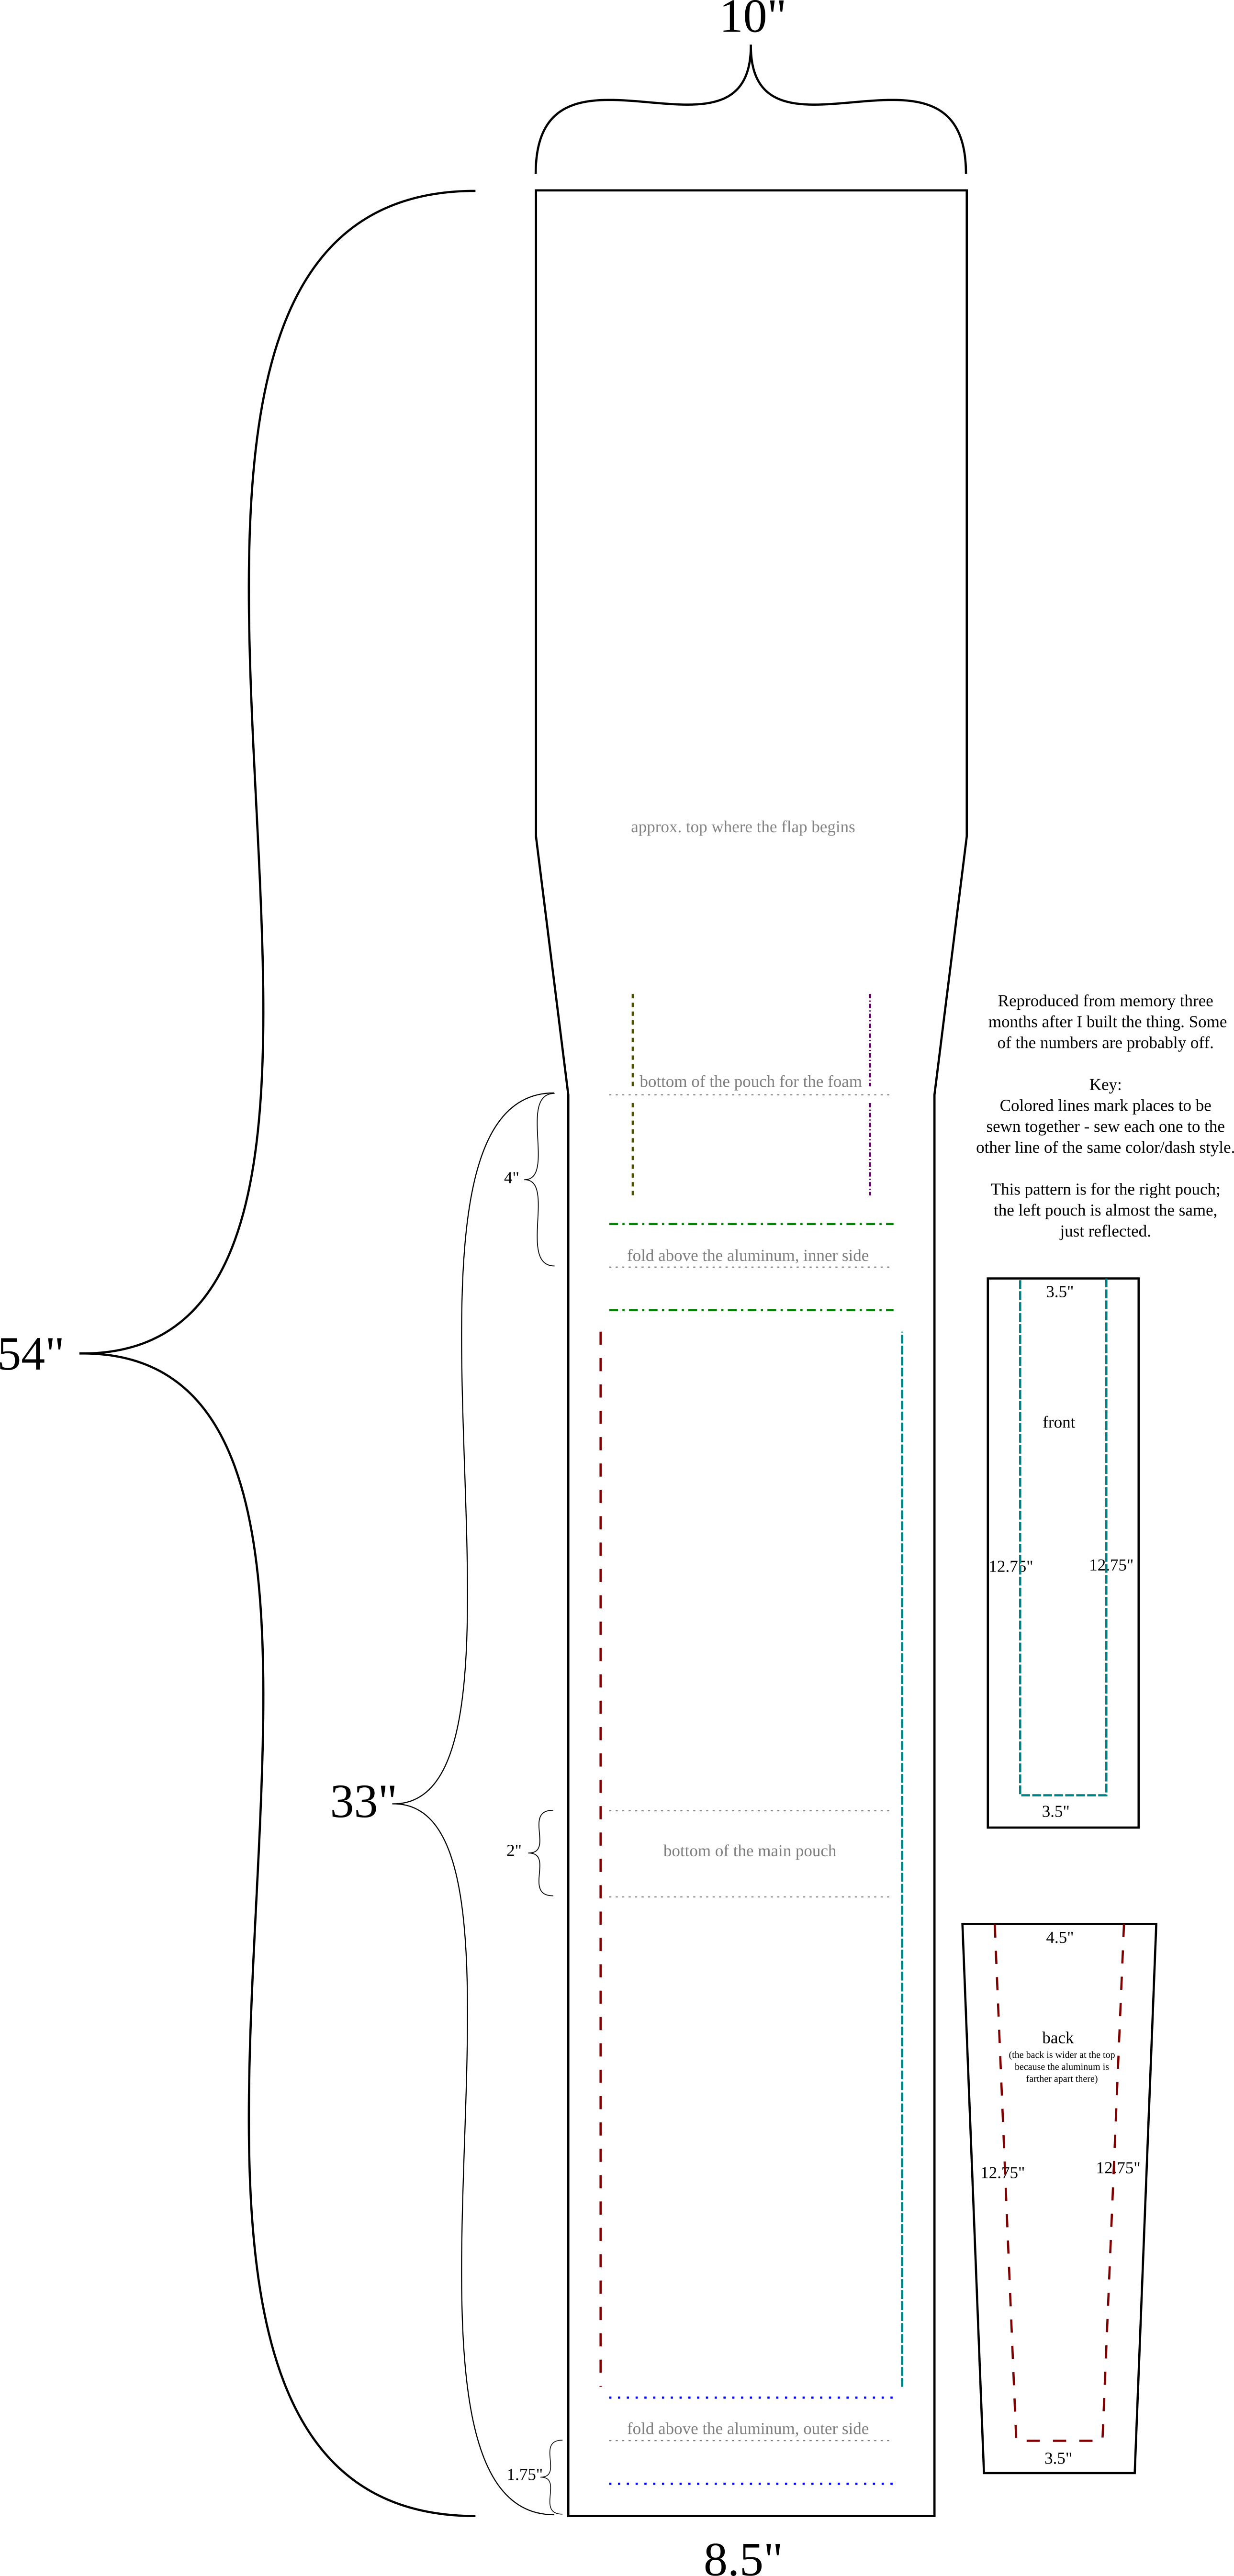 10"
approx. top where the flap begins
Reproduced from memory three
months after I built the thing. Some
of the numbers are probably off.
Key:
Colored lines mark places to be
sewn together - sew each one to the
other line of the same color/dash style.
This pattern is for the right pouch;
the left pouch is almost the same,
just reflected.
bottom of the pouch for the foam
4"
fold above the aluminum, inner side
3.5"
54"
front
12.75"
12.75"
33"
3.5"
2"
bottom of the main pouch
4.5"
back
(the back is wider at the top
because the aluminum is
farther apart there)
12.75"
12.75"
fold above the aluminum, outer side
3.5"
1.75"
8.5"